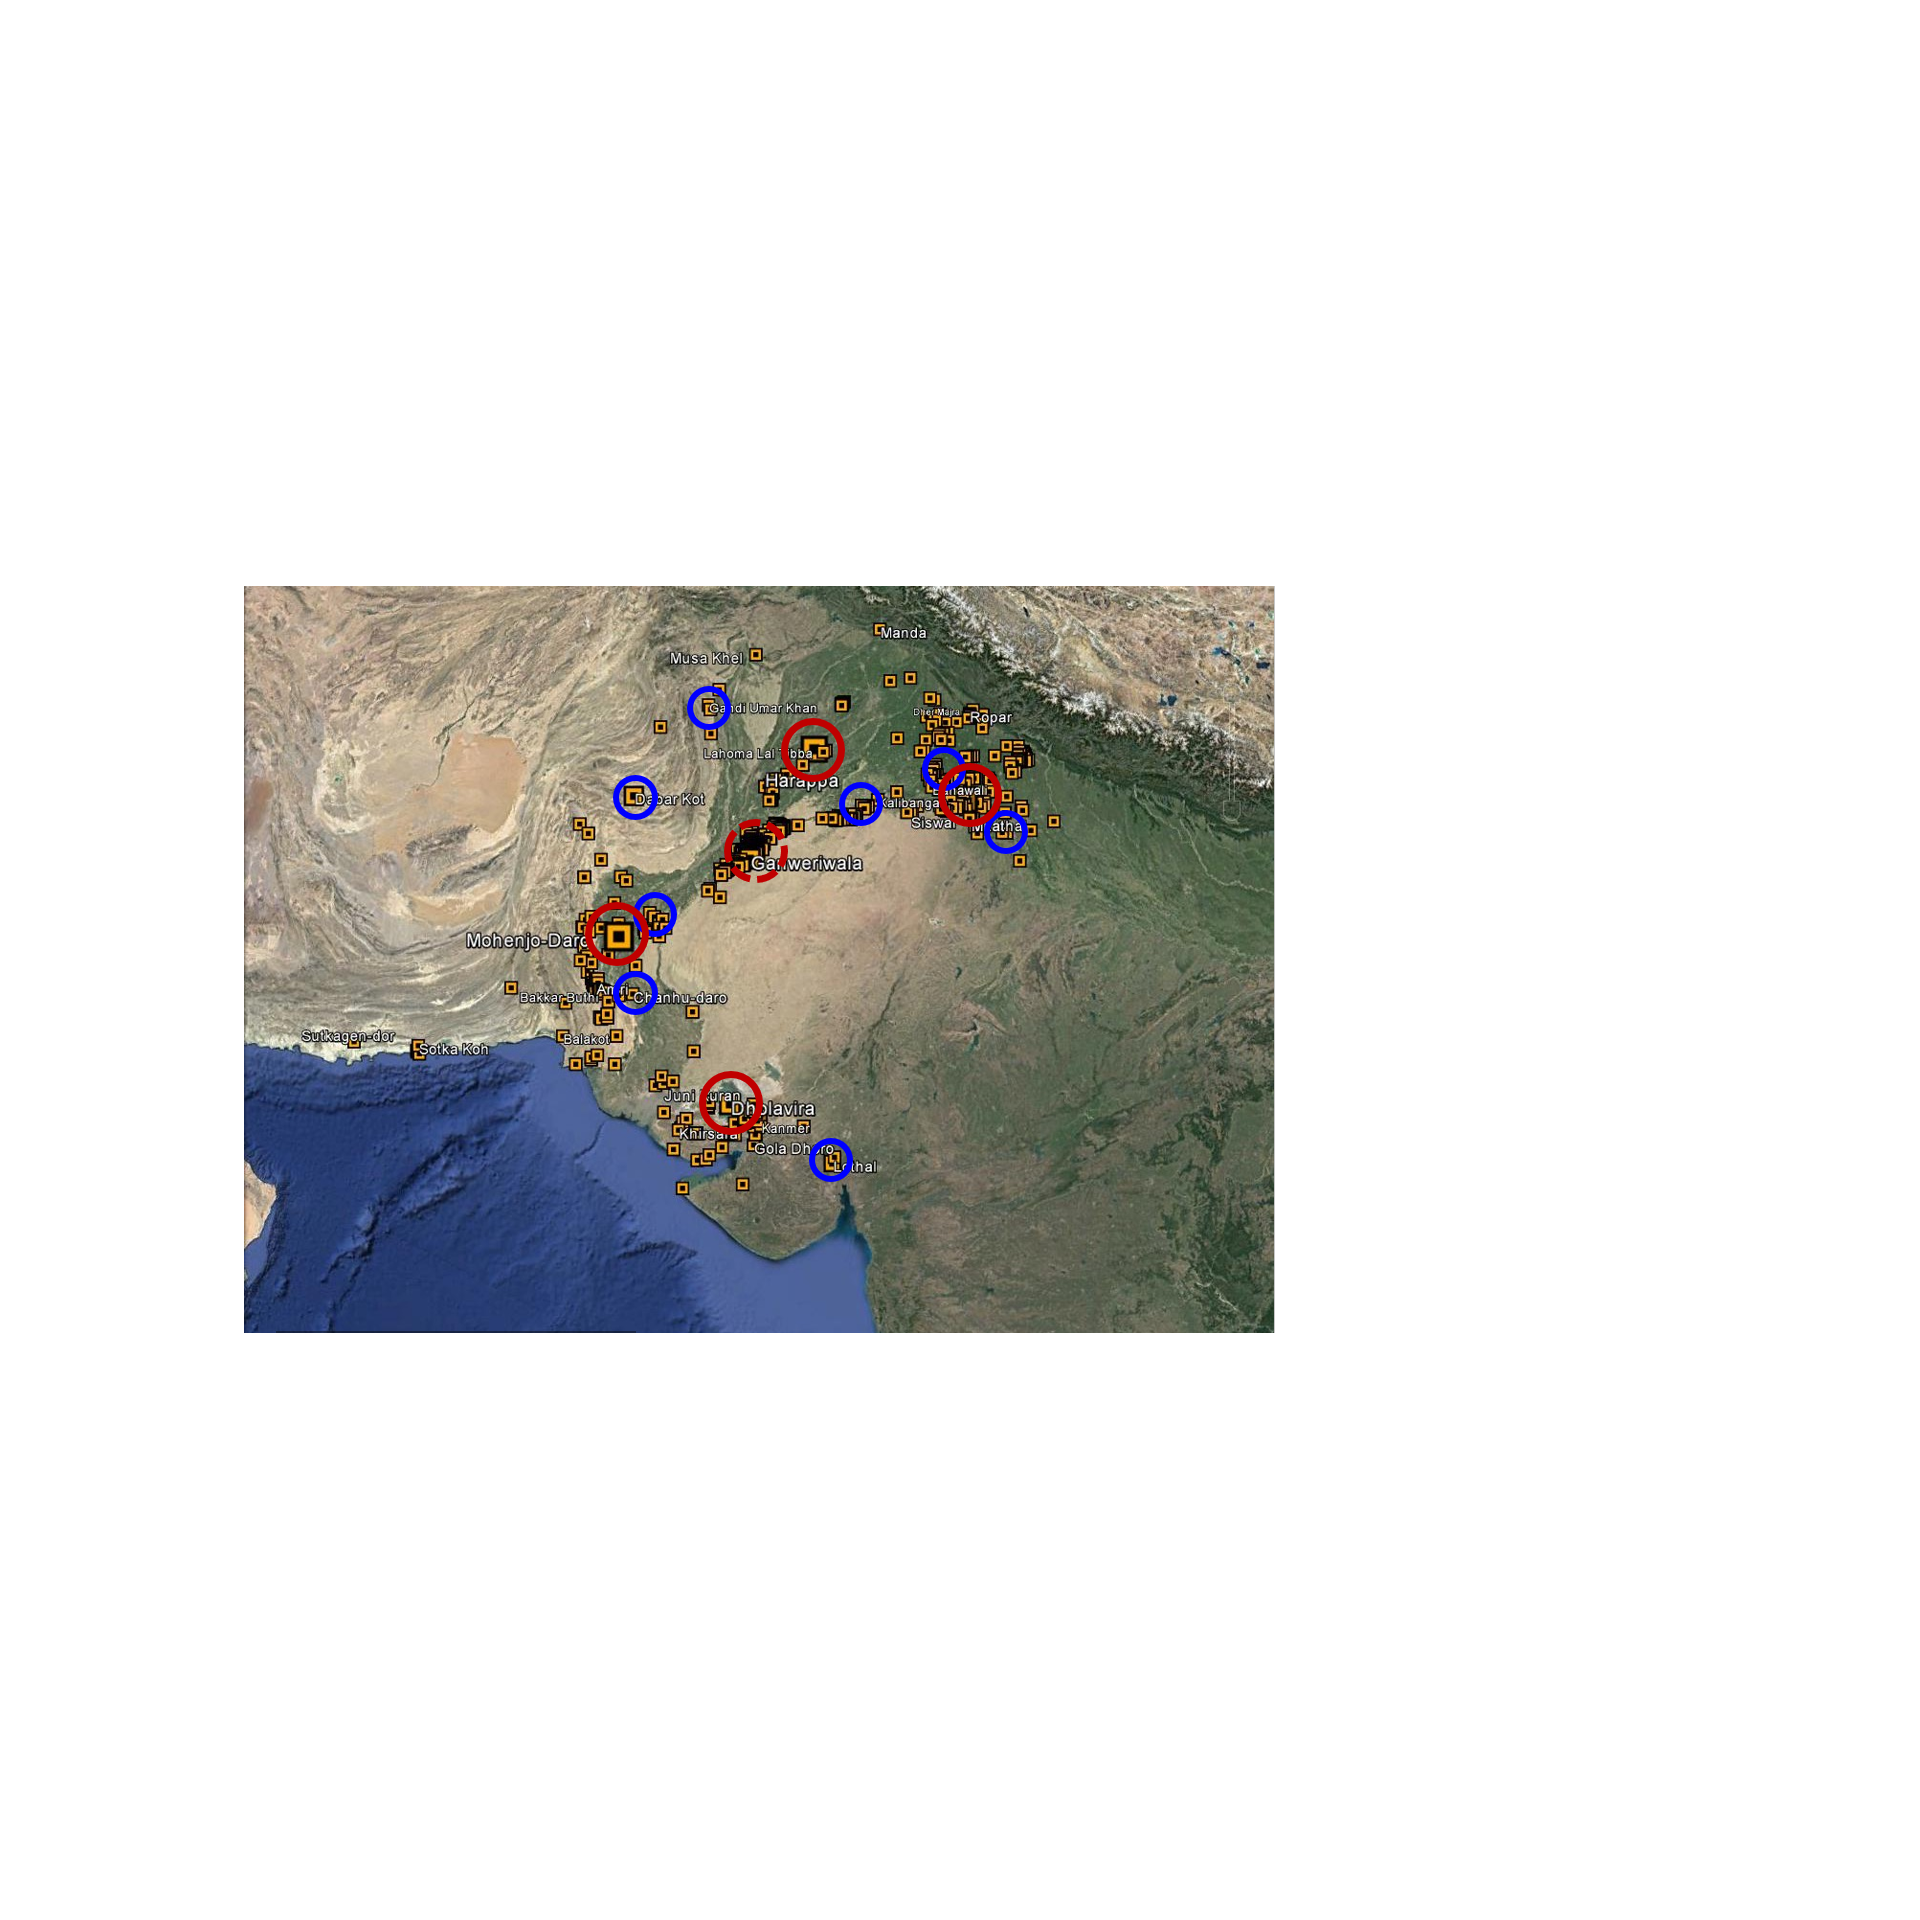 Manda
Musa Khel
Gandi Umar Khan
Dher Majra
Ropar
Lahoma Lal Tibba
Harappa
Dabar Kot
Banawali
Kalibanga
Siswal
Mitatha
Ganweriwala
Mohenjo-Daro
Amri
Bakkar Buthi
Chanhu-daro
Sutkagen-dor
Balakot
Sotka Koh
Juni Kuran
Dholavira
Kanmer
Khirsara
Gola Dhoro
Lothal